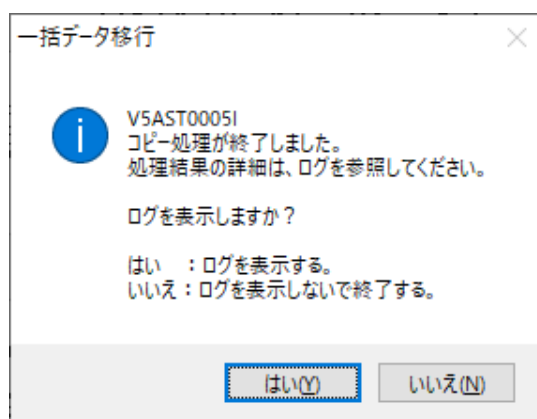 一括データ移行
V5AST0005I
コピー処理が終了しました。
処理結果の詳細は、ログを参照してください。
ログを表示しますか？
はい　：ログを表示する。
いいえ：ログを表示しないで終了する。
はい(Y)
いいえ(N)